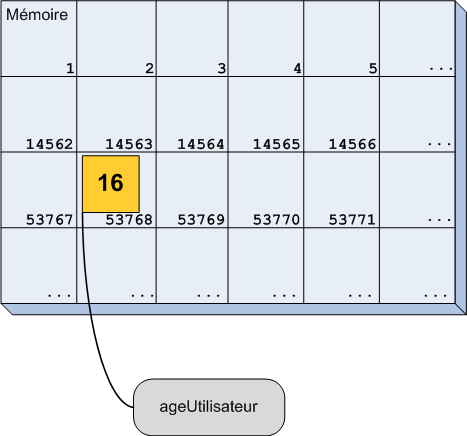 Mémoire
1 2 3 4 5 ...
14562 14563 14564 14565 14566 ...
16
53767 53768 53769 53770 53771 ...
... ... ... ... ... ...
ageUtilisateur